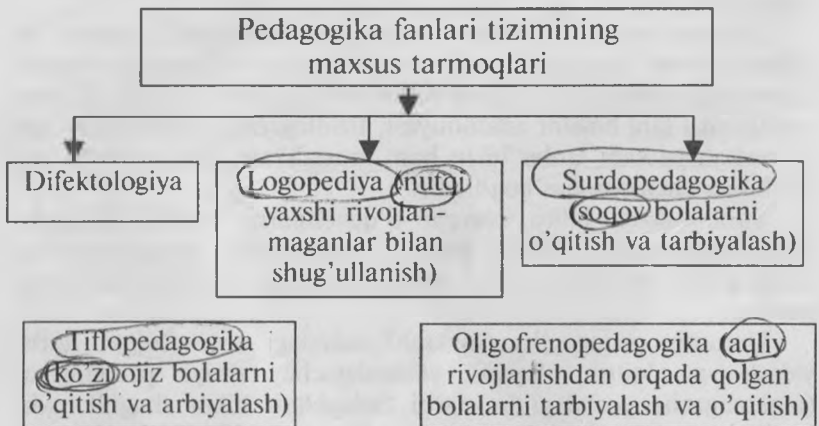 Pedagogika fanlari tizimining
maxsus tarmoqlari
Difektologiya
Logopediya (nutqi
yaxshi rivojlan-
maganlar bilan
shug'ullanish)
Surdopedagogika
(soqov bolalarni
o'qitish va tarbiyalash)
Tiflopedagogika
(ko'zi ojiz bolalarni
o'qitish va arbiyalash)
Oligofrenopedagogika (aqliy
rivojlanishdan orqada qolgan
bolalarni tarbiyalash va o'qitish)